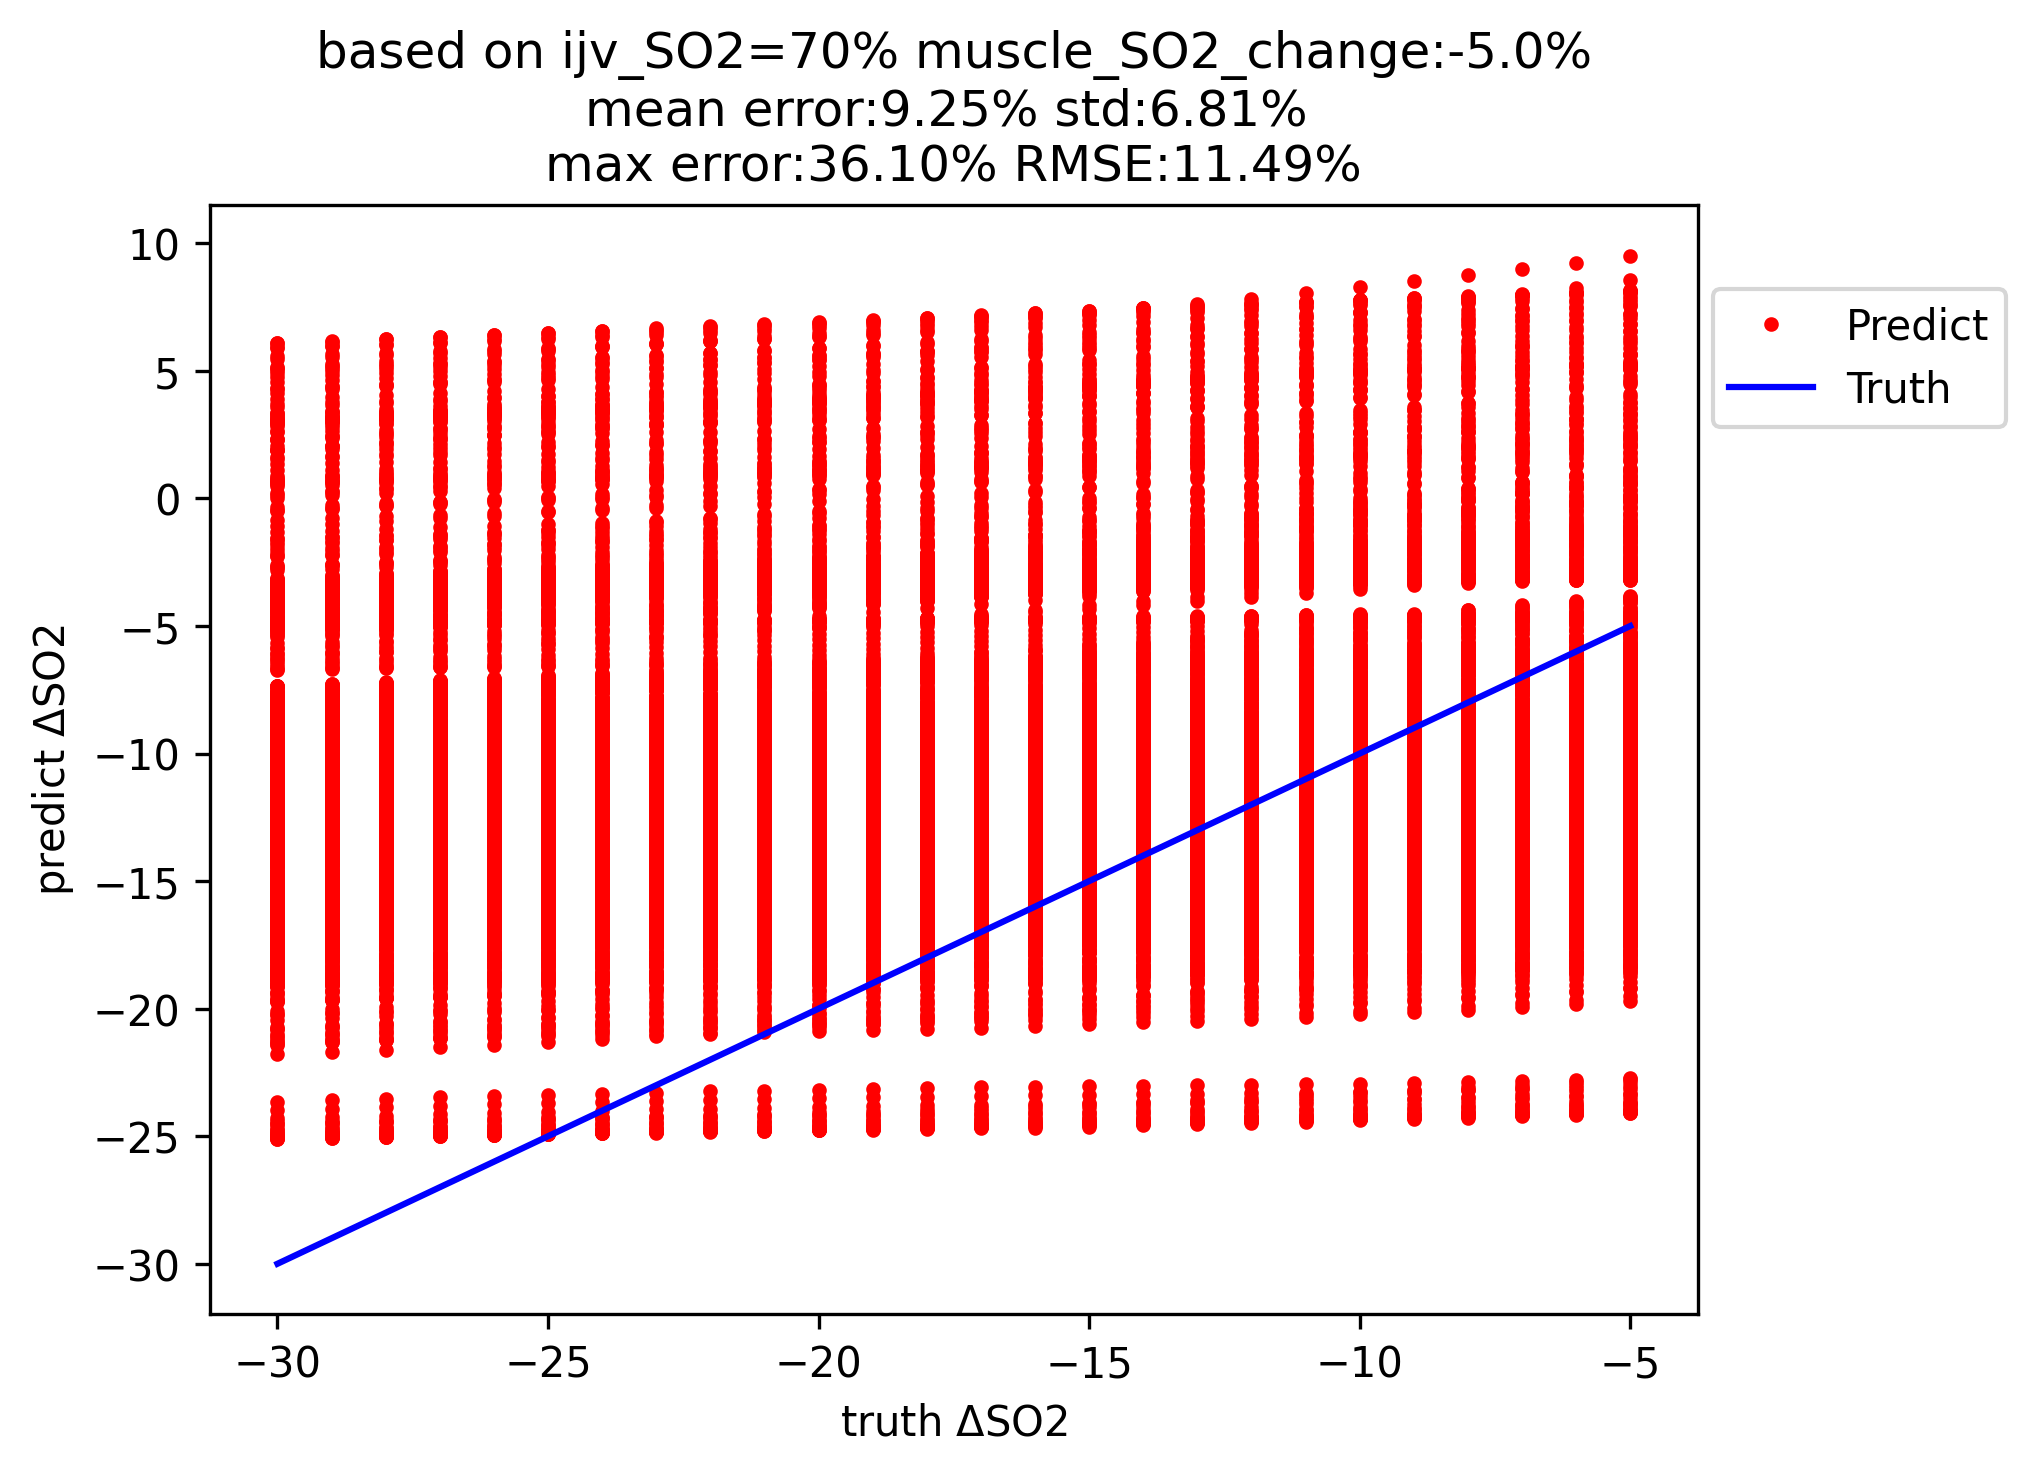 based on ijv_SO2=70% muscle_SO2_change:-5.0%
mean error:9.25% std:6.81%
max error:36.10% RMSE:11.49%
10
5
0
−5
−10
−15
−20
−25
−30
predict ΔSO2
−30
−25
−20
−15
−10
−5
truth ΔSO2
Predict
Truth